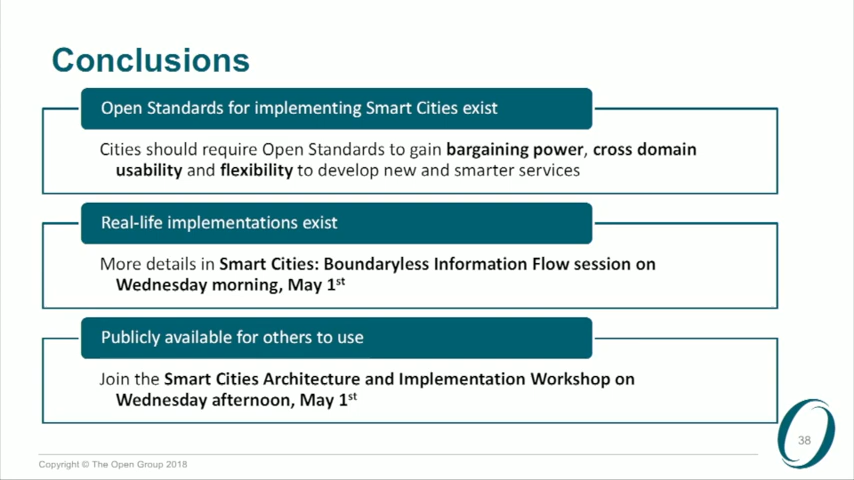 Conclusions
Open Standards for implementing Smart Cities exist
Cities should require Open Standards to gain bargaining power, cross domain
usability and flexibility to develop new and smarter services
Real-life implementations exist
More details in Smart Cities: Boundaryless Information Flow session on
Wednesday morning, May 1st
Publicly available for others to use
Join the Smart Cities Architecture and Implementation Workshop on
Wednesday afternoon, May 1st
38
Copyright © The Open Group 2018